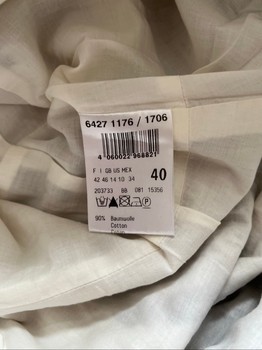 6427 1176 / 1706
4 060022 968821
F I GB US MEX
42 46 14 10 34
40
203733 88 081 15356
P
90% Baumwolle
Cotton